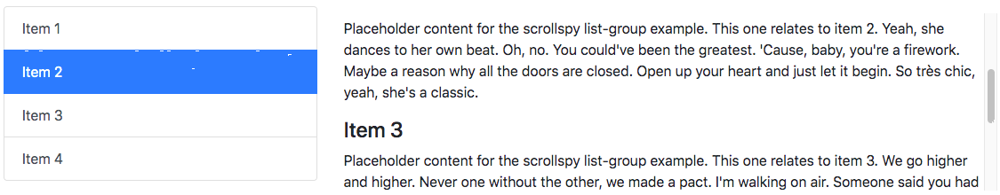 Item 1
Item 2
Item 3
Item 4
Placeholder content for the scrollspy list-group example. This one relates to item 2. Yeah, she
dances to her own beat. Oh, no. You could've been the greatest. 'Cause, baby, you're a firework.
Maybe a reason why all the doors are closed. Open up your heart and just let it begin. So très chic,
yeah, she's a classic.
Item 3
Placeholder content for the scrollspy list-group example. This one relates to item 3. We go higher
and higher. Never one without the other, we made a pact. I'm walking on air. Someone said you had